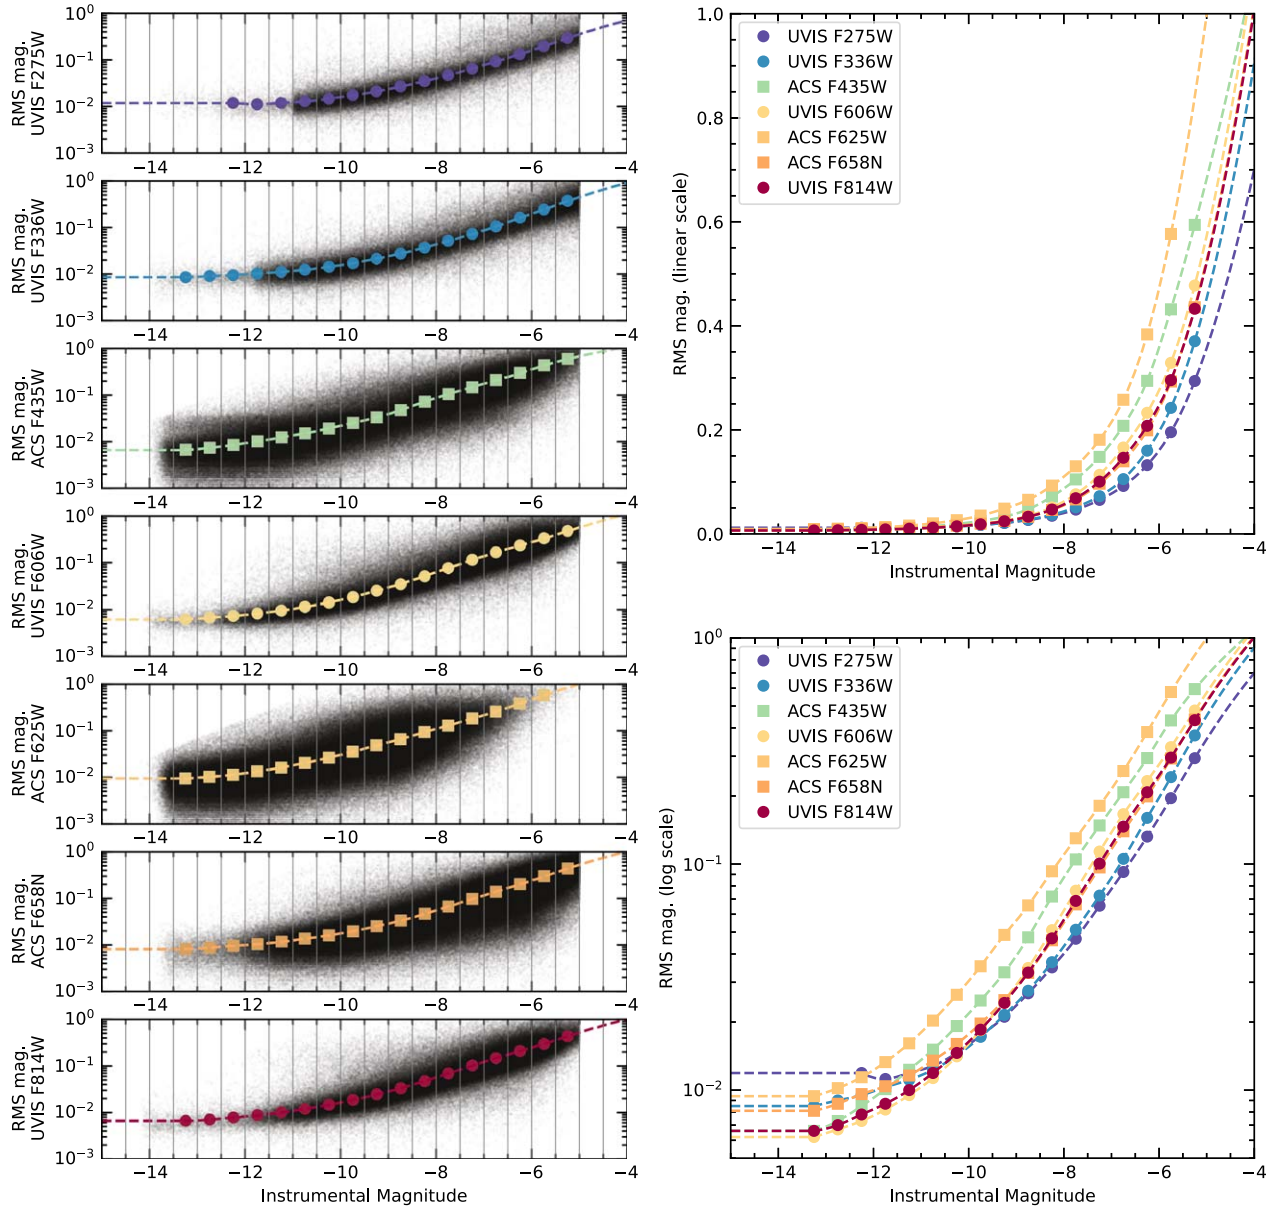 RMS mag.
UVIS F275W
10⁰
10⁻¹
10⁻²
10⁻³
−14 −12 −10 −8 −6 −4
RMS mag.
UVIS F336W
10⁰
10⁻¹
10⁻²
10⁻³
−14 −12 −10 −8 −6 −4
RMS mag.
ACS F435W
10⁰
10⁻¹
10⁻²
10⁻³
−14 −12 −10 −8 −6 −4
RMS mag.
UVIS F606W
10⁰
10⁻¹
10⁻²
10⁻³
−14 −12 −10 −8 −6 −4
RMS mag.
ACS F625W
10⁰
10⁻¹
10⁻²
10⁻³
−14 −12 −10 −8 −6 −4
RMS mag.
ACS F658N
10⁰
10⁻¹
10⁻²
10⁻³
−14 −12 −10 −8 −6 −4
RMS mag.
UVIS F814W
10⁰
10⁻¹
10⁻²
10⁻³
−14 −12 −10 −8 −6 −4
Instrumental Magnitude
RMS mag. (linear scale)
1.0
0.8
0.6
0.4
0.2
0.0
UVIS F275W
UVIS F336W
ACS F435W
UVIS F606W
ACS F625W
ACS F658N
UVIS F814W
−14 −12 −10 −8 −6 −4
Instrumental Magnitude
RMS mag. (log scale)
10⁰
10⁻¹
10⁻²
UVIS F275W
UVIS F336W
ACS F435W
UVIS F606W
ACS F625W
ACS F658N
UVIS F814W
−14 −12 −10 −8 −6 −4
Instrumental Magnitude